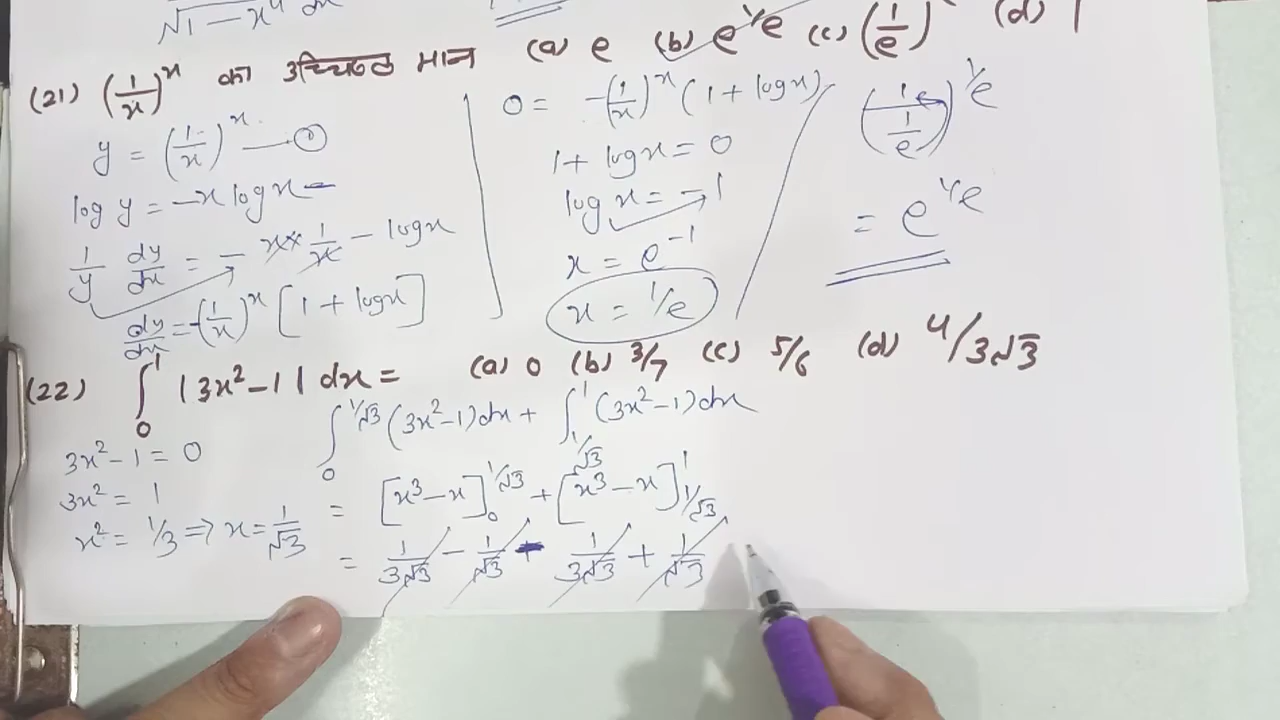 √1-x⁴ dx
(21) (1/x)^x का उच्चिष्ठ मान (a) e (b) e^1/e (c) (1/e) (d) 1
y = (1/x)^x
log y = -x log x
1/y dy/dx = - x × 1/x - log x
dy/dx = -(1/x)^x [1 + log x]
0 = -(1/x)^x (1 + log x)
1 + log x = 0
log x = -1
x = e^-1
x = 1/e
(1/(1/e))^1/e
= e^1/e
(22) ∫₀¹ |3x²-1| dx = (a) 0 (b) 3/7 (c) 5/6 (d) 4/3√3
3x²-1 = 0
3x² = 1
x² = 1/3 ⇒ x = 1/√3
∫₀^1/√3 (3x²-1)dx + ∫_1/√3^1 (3x²-1)dx
= [x³-x]₀^1/√3 + [x³-x]_1/√3^1
= 1/3√3 - 1/√3 - 1/3√3 + 1/√3